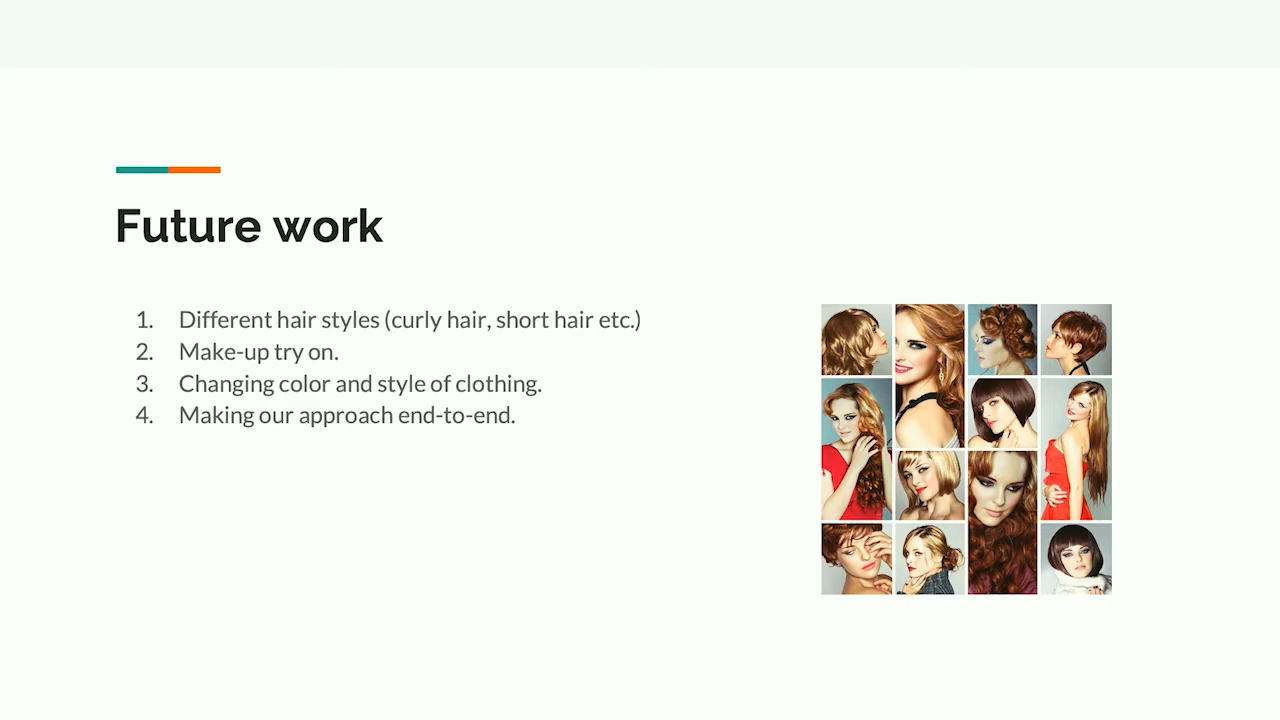 Future work
1. Different hair styles (curly hair, short hair etc.)
2. Make-up try on.
3. Changing color and style of clothing.
4. Making our approach end-to-end.